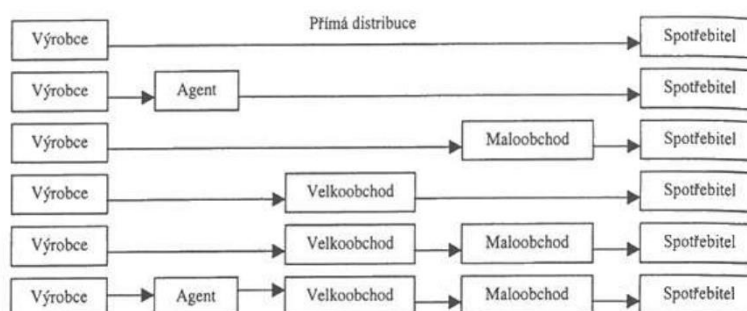 Přímá distribuce
Výrobce Spotřebitel
Výrobce Agent Spotřebitel
Výrobce Maloobchod Spotřebitel
Výrobce Velkoobchod Spotřebitel
Výrobce Velkoobchod Maloobchod Spotřebitel
Výrobce Agent Velkoobchod Maloobchod Spotřebitel